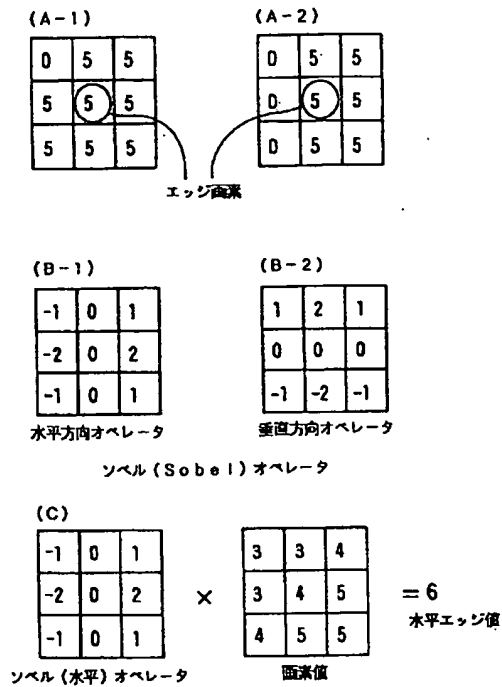 (A-1) (A-2)
0 5 5 0 5 5
5 5 5 0 5 5
5 5 5 0 5 5
エッジ画素
(B-1) (B-2)
-1 0 1 1 2 1
-2 0 2 0 0 0
-1 0 1 -1 -2 -1
水平方向オペレータ 垂直方向オペレータ
ソベル(Sobel)オペレータ
(C)
-1 0 1 3 3 4
-2 0 2 × 3 4 5 =6
-1 0 1 4 5 5 水平エッジ値
ソベル(水平)オペレータ 画素値